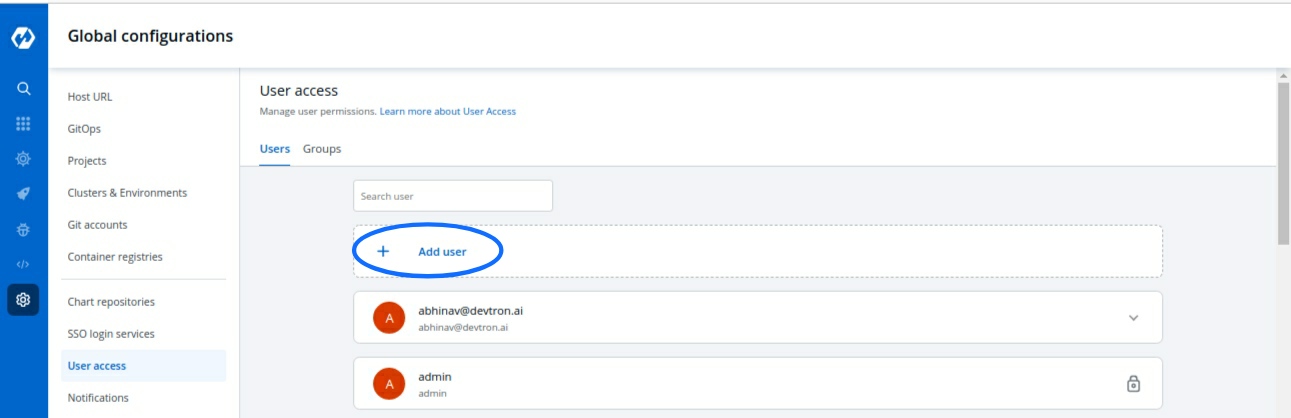 Global configurations
Host URL
GitOps
Projects
Clusters & Environments
Git accounts
Container registries
Chart repositories
SSO login services
User access
Notifications
User access
Manage user permissions. Learn more about User Access
Users Groups
Search user
+ Add user
A
abhinav@devtron.ai
abhinav@devtron.ai
A
admin
admin